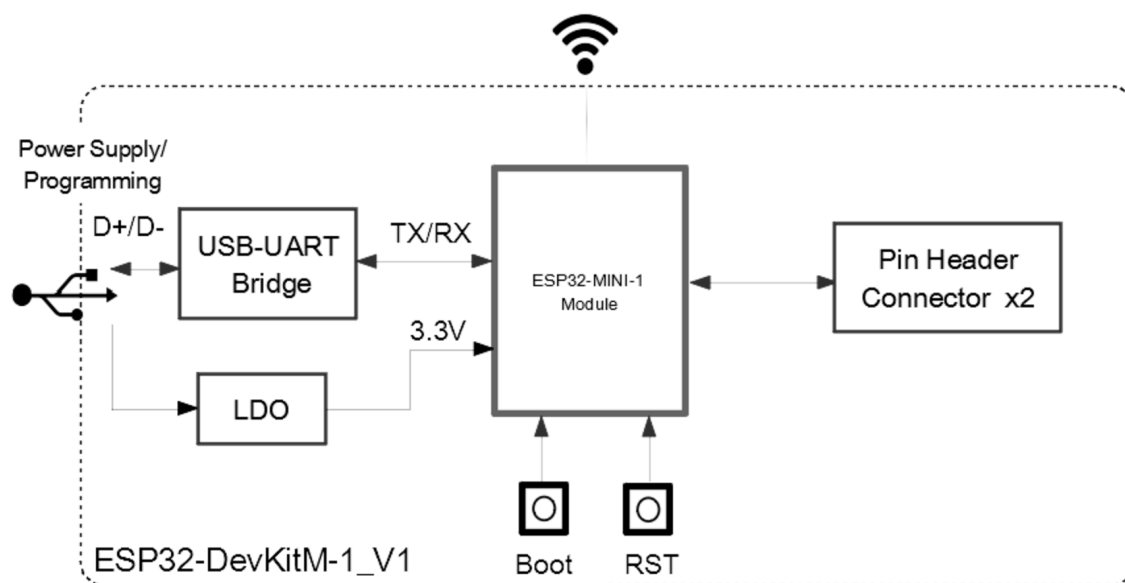 Power Supply/
Programming
D+/D-
USB-UART
Bridge
TX/RX
ESP32-MINI-1
Module
Pin Header
Connector x2
3.3V
LDO
Boot
RST
ESP32-DevKitM-1_V1